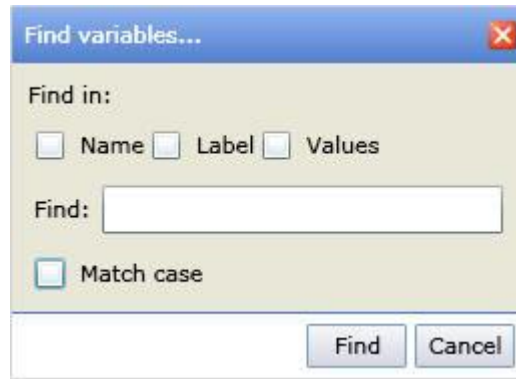 Find variables...
Find in:
Name Label Values
Find:
Match case
Find Cancel